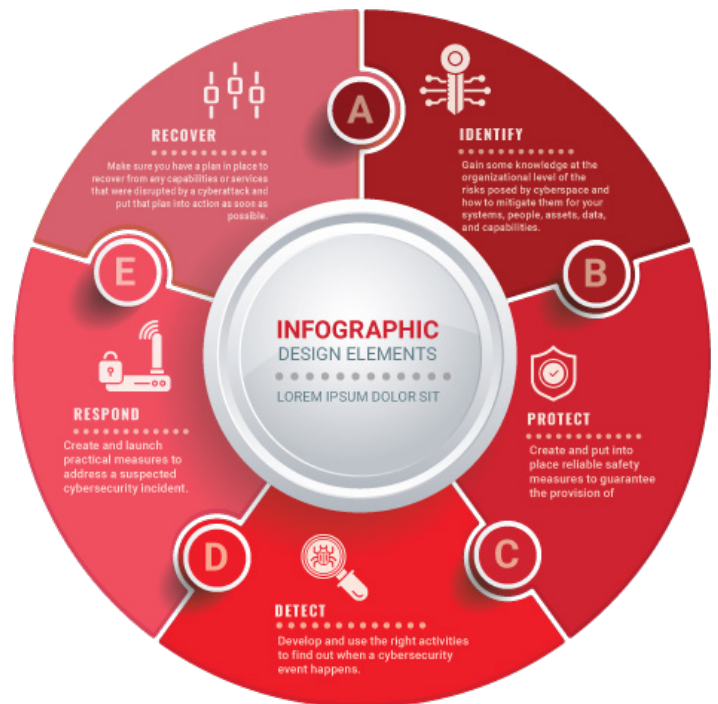 A
IDENTIFY
Gain some knowledge at the
organizational level of the
risks posed by cyberspace and
how to mitigate them for your
systems, people, assets, data,
and capabilities.
B
PROTECT
Create and put into
place reliable safety
measures to guarantee
the provision of
C
DETECT
Develop and use the right activities
to find out when a cybersecurity
event happens.
D
RESPOND
Create and launch
practical measures to
address a suspected
cybersecurity incident.
E
RECOVER
Make sure you have a plan in place to
recover from any capabilities or services
that were disrupted by a cyberattack and
put that plan into action as soon as
possible.
INFOGRAPHIC
DESIGN ELEMENTS
LOREM IPSUM DOLOR SIT